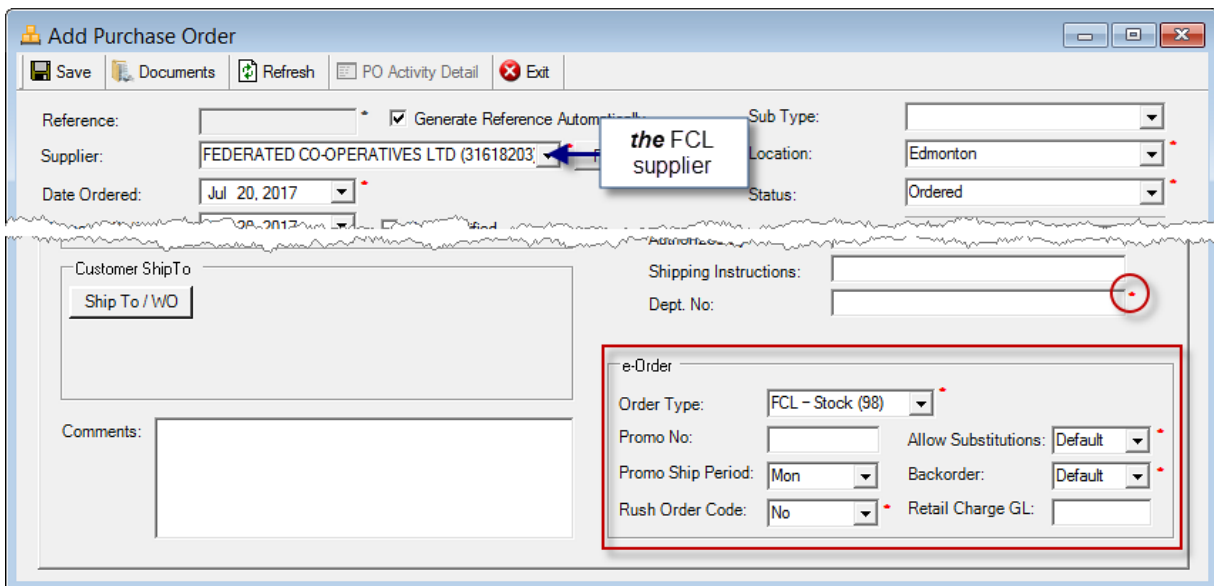 Add Purchase Order
Save Documents Refresh PO Activity Detail Exit
Reference: * Generate Reference Automatically Sub Type:
the FCL
supplier
Supplier: FEDERATED CO-OPERATIVES LTD (31618203) * Location: Edmonton *
Date Ordered: Jul 20, 2017 * Status: Ordered *
Customer ShipTo
Ship To / WO
Shipping Instructions:
Dept. No: *
e-Order
Order Type: FCL - Stock (98) *
Promo No: Allow Substitutions: Default *
Promo Ship Period: Mon Backorder: Default *
Rush Order Code: No * Retail Charge GL:
Comments: